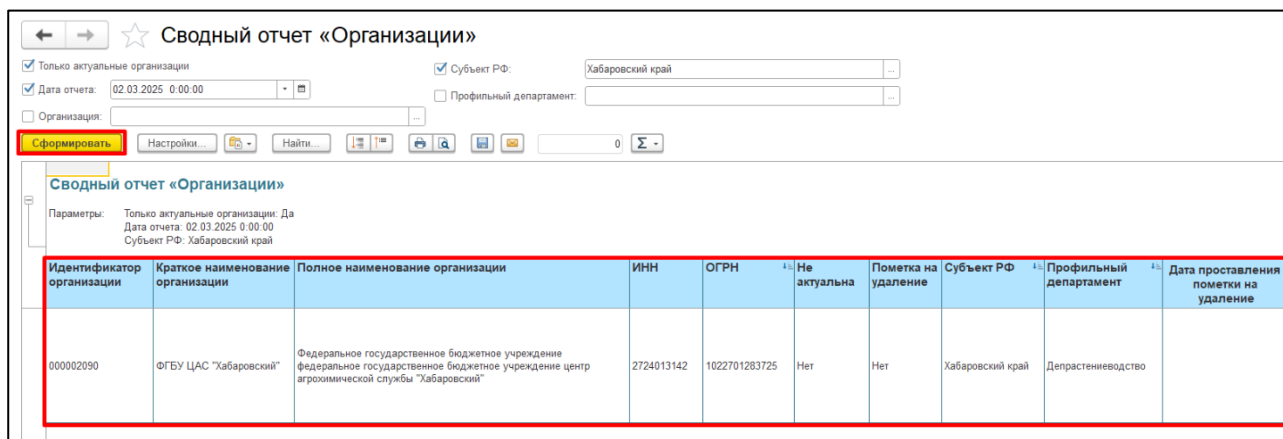 Сводный отчет «Организации»
Только актуальные организации
Субъект РФ: Хабаровский край ...
Дата отчета: 02.03.2025 0:00:00
Профильный департамент: ...
Организация: ...
Сформировать Настройки... Найти... 0 Σ
Сводный отчет «Организации»
Параметры: Только актуальные организации: Да
Дата отчета: 02.03.2025 0:00:00
Субъект РФ: Хабаровский край
Идентификатор организации Краткое наименование организации Полное наименование организации ИНН ОГРН Не актуальна Пометка на удаление Субъект РФ Профильный департамент Дата проставления пометки на удаление
000002090 ФГБУ ЦАС "Хабаровский" Федеральное государственное бюджетное учреждение федеральное государственное бюджетное учреждение центр агрохимической службы "Хабаровский" 2724013142 1022701283725 Нет Нет Хабаровский край Депрастениеводство